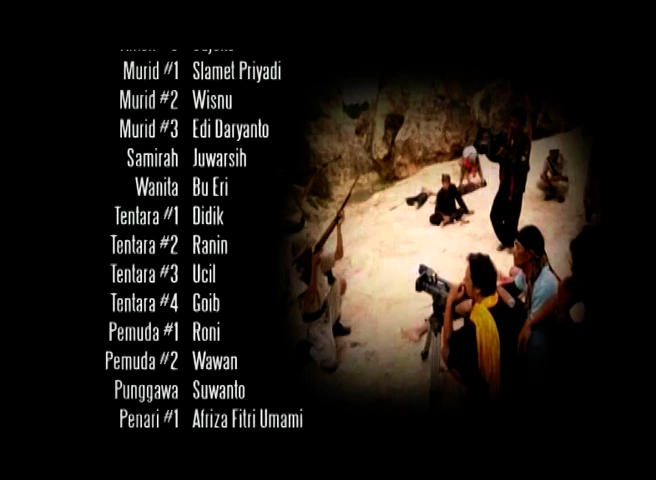 Murid #1 Slamet Priyadi
Murid #2 Wisnu
Murid #3 Edi Daryanto
Samirah Juwarsih
Wanita Bu Eri
Tentara #1 Didik
Tentara #2 Ranin
Tentara #3 Ucil
Tentara #4 Goib
Pemuda #1 Roni
Pemuda #2 Wawan
Punggawa Suwanto
Penari #1 Afriza Fitri Umami